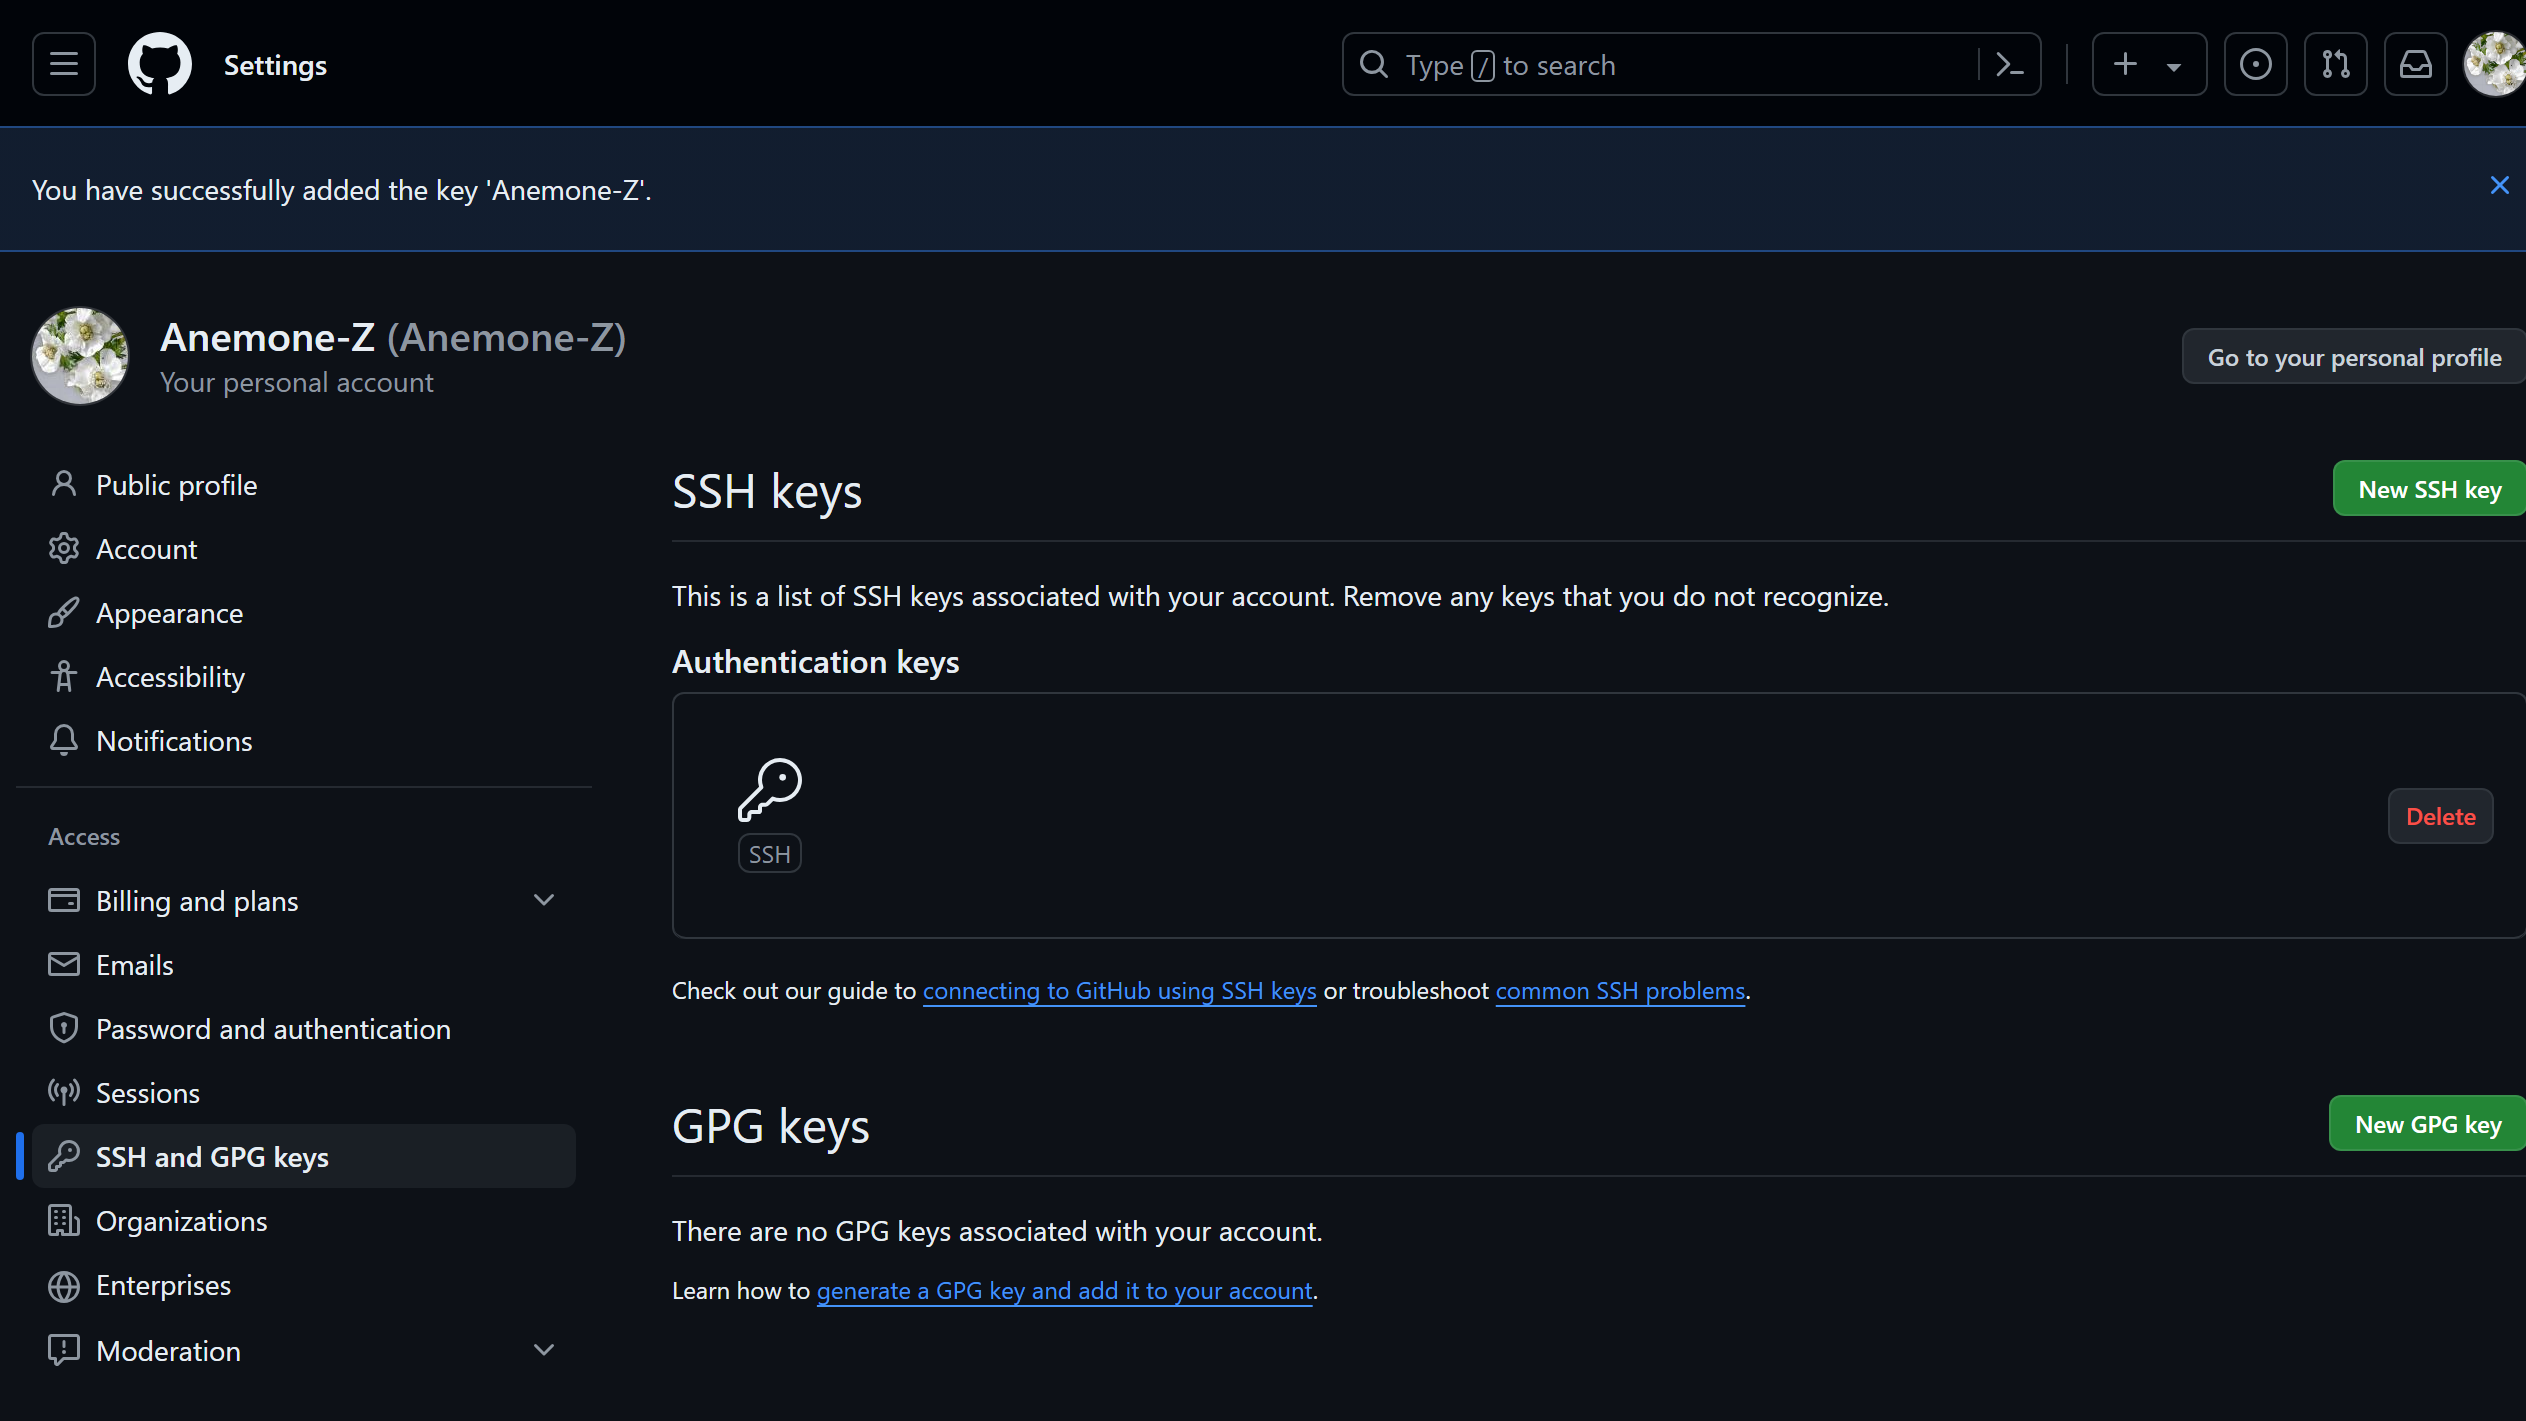 Settings
Type / to search
You have successfully added the key 'Anemone-Z'.
Anemone-Z (Anemone-Z)
Your personal account
Go to your personal profile
Public profile
Account
Appearance
Accessibility
Notifications
Access
Billing and plans
Emails
Password and authentication
Sessions
SSH and GPG keys
Organizations
Enterprises
Moderation
SSH keys
New SSH key
This is a list of SSH keys associated with your account. Remove any keys that you do not recognize.
Authentication keys
SSH
Delete
Check out our guide to connecting to GitHub using SSH keys or troubleshoot common SSH problems.
GPG keys
New GPG key
There are no GPG keys associated with your account.
Learn how to generate a GPG key and add it to your account.